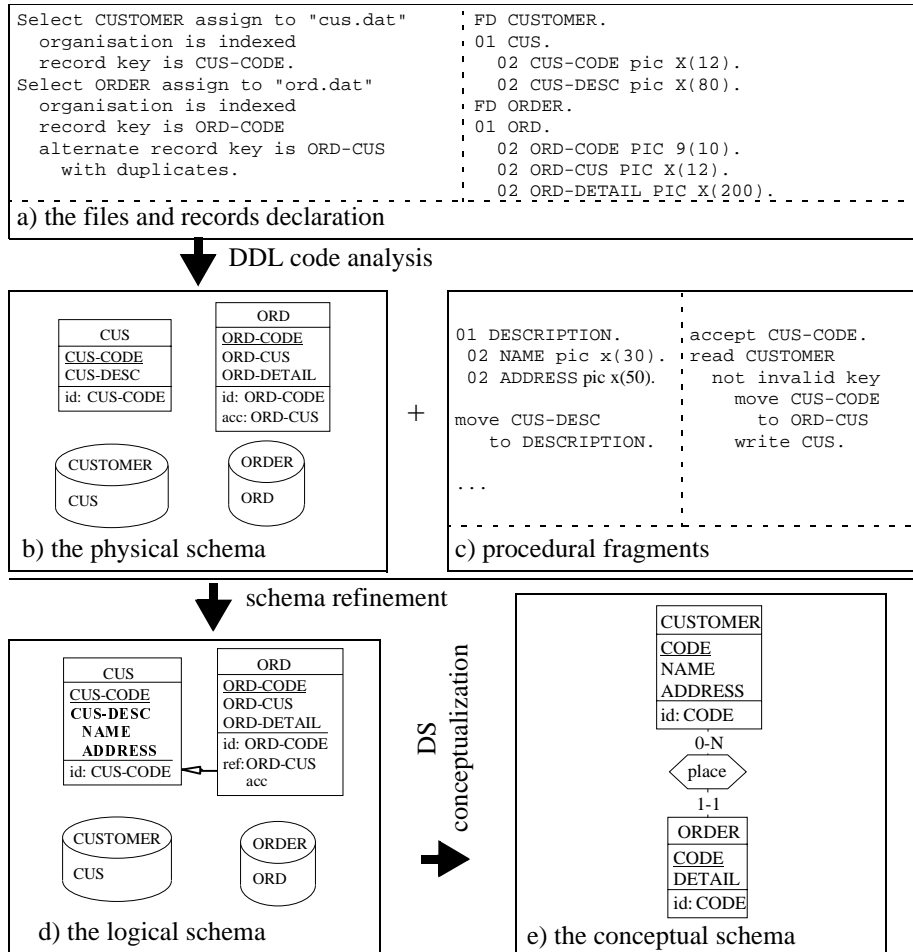 Select CUSTOMER assign to "cus.dat"
organisation is indexed
record key is CUS-CODE.
Select ORDER assign to "ord.dat"
organisation is indexed
record key is ORD-CODE
alternate record key is ORD-CUS
with duplicates.
FD CUSTOMER.
01 CUS.
02 CUS-CODE pic X(12).
02 CUS-DESC pic X(80).
FD ORDER.
01 ORD.
02 ORD-CODE PIC 9(10).
02 ORD-CUS PIC X(12).
02 ORD-DETAIL PIC X(200).
a) the files and records declaration
DDL code analysis
CUS
CUS-CODE
CUS-DESC
id: CUS-CODE
ORD
ORD-CODE
ORD-CUS
ORD-DETAIL
id: ORD-CODE
acc: ORD-CUS
CUSTOMER
CUS
ORDER
ORD
b) the physical schema
+
01 DESCRIPTION.
02 NAME pic x(30).
02 ADDRESS pic x(50).
move CUS-DESC
to DESCRIPTION.
...
accept CUS-CODE.
read CUSTOMER
not invalid key
move CUS-CODE
to ORD-CUS
write CUS.
c) procedural fragments
schema refinement
CUS
CUS-CODE
CUS-DESC
NAME
ADDRESS
id: CUS-CODE
ORD
ORD-CODE
ORD-CUS
ORD-DETAIL
id: ORD-CODE
ref:ORD-CUS
acc
CUSTOMER
CUS
ORDER
ORD
d) the logical schema
DS
conceptualization
CUSTOMER
CODE
NAME
ADDRESS
id: CODE
0-N
place
1-1
ORDER
CODE
DETAIL
id: CODE
e) the conceptual schema